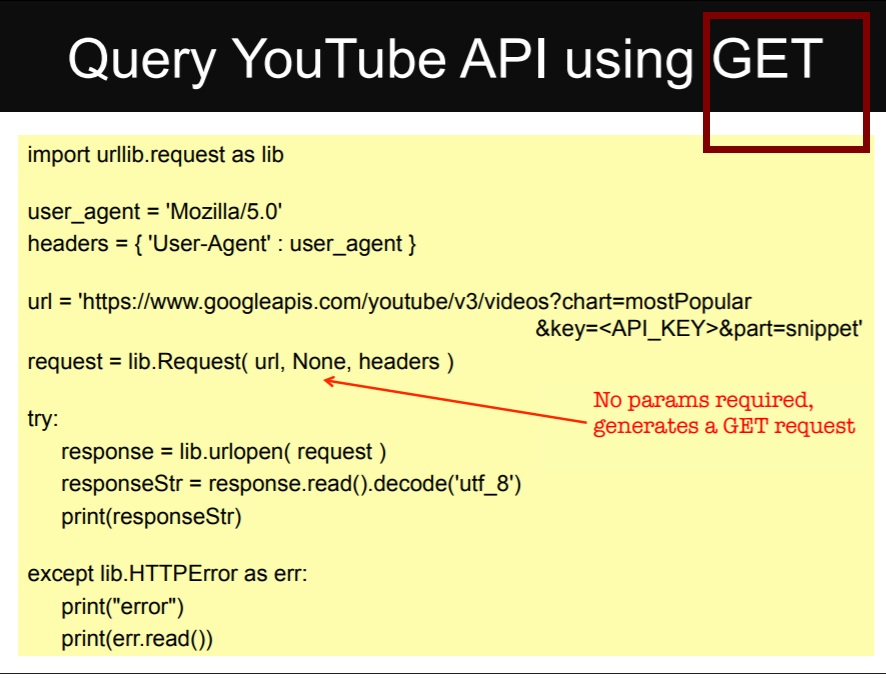 Query YouTube API using GET
import urllib.request as lib
user_agent = 'Mozilla/5.0'
headers = { 'User-Agent' : user_agent }
url = 'https://www.googleapis.com/youtube/v3/videos?chart=mostPopular
&key=<API_KEY>&part=snippet'
request = lib.Request( url, None, headers )
No params required,
generates a GET request
try:
response = lib.urlopen( request )
responseStr = response.read().decode('utf_8')
print(responseStr)
except lib.HTTPError as err:
print("error")
print(err.read())